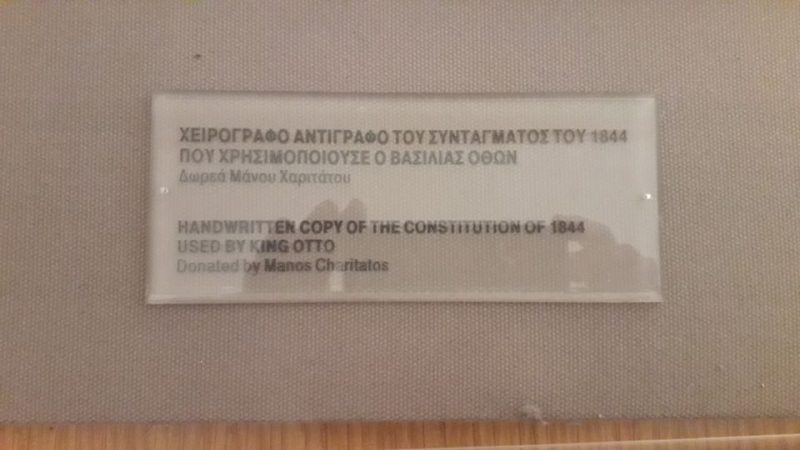 ΧΕΙΡΟΓΡΑΦΟ ΑΝΤΙΓΡΑΦΟ ΤΟΥ ΣΥΝΤΑΓΜΑΤΟΣ ΤΟΥ 1844
ΠΟΥ ΧΡΗΣΙΜΟΠΟΙΟΥΣΕ Ο ΒΑΣΙΛΙΑΣ ΟΘΩΝ
Δωρεά Μάνου Χαριτάτου
HANDWRITTEN COPY OF THE CONSTITUTION OF 1844
USED BY KING OTTO
Donated by Manos Charitatos